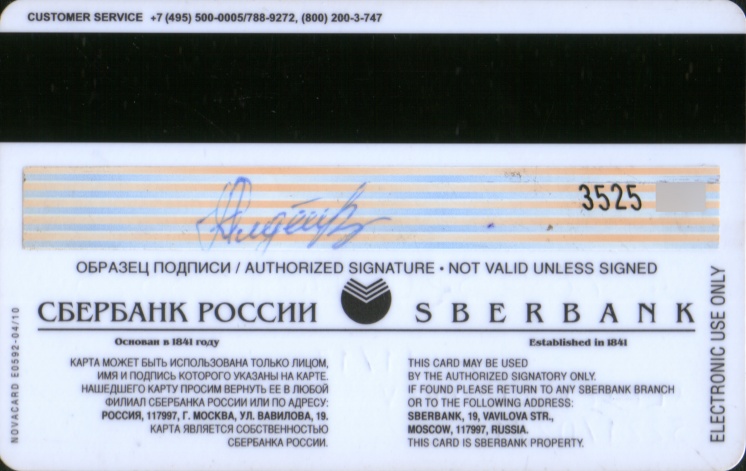 CUSTOMER SERVICE +7 (495) 500-0005/788-9272, (800) 200-3-747
3525
ОБРАЗЕЦ ПОДПИСИ / AUTHORIZED SIGNATURE • NOT VALID UNLESS SIGNED
СБЕРБАНК РОССИИ
Основан в 1841 году
КАРТА МОЖЕТ БЫТЬ ИСПОЛЬЗОВАНА ТОЛЬКО ЛИЦОМ,
ИМЯ И ПОДПИСЬ КОТОРОГО УКАЗАНЫ НА КАРТЕ.
НАШЕДШЕГО КАРТУ ПРОСИМ ВЕРНУТЬ ЕЕ В ЛЮБОЙ
ФИЛИАЛ СБЕРБАНКА РОССИИ ИЛИ ПО АДРЕСУ:
РОССИЯ, 117997, Г. МОСКВА, УЛ. ВАВИЛОВА, 19.
КАРТА ЯВЛЯЕТСЯ СОБСТВЕННОСТЬЮ
СБЕРБАНКА РОССИИ.
SBERBANK
Established in 1841
THIS CARD MAY BE USED
BY THE AUTHORIZED SIGNATORY ONLY.
IF FOUND PLEASE RETURN TO ANY SBERBANK BRANCH
OR TO THE FOLLOWING ADDRESS:
SBERBANK, 19, VAVILOVA STR.,
MOSCOW, 117997, RUSSIA.
THIS CARD IS SBERBANK PROPERTY.
NOVACARD E0592-04/10
ELECTRONIC USE ONLY